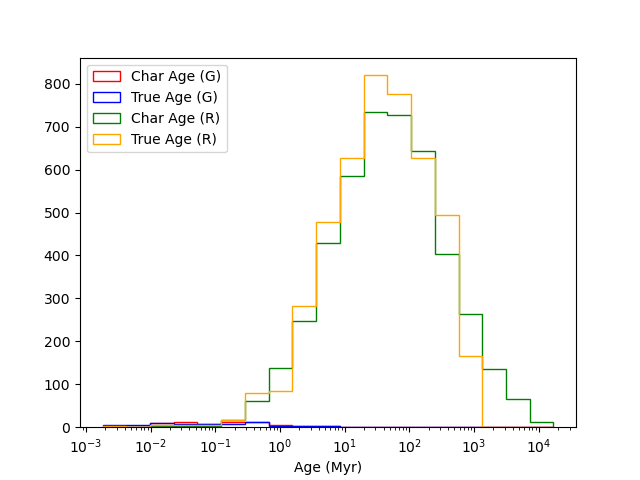 Char Age (G)
True Age (G)
Char Age (R)
True Age (R)
800
700
600
500
400
300
200
100
0
10⁻³ 10⁻² 10⁻¹ 10⁰ 10¹ 10² 10³ 10⁴
Age (Myr)